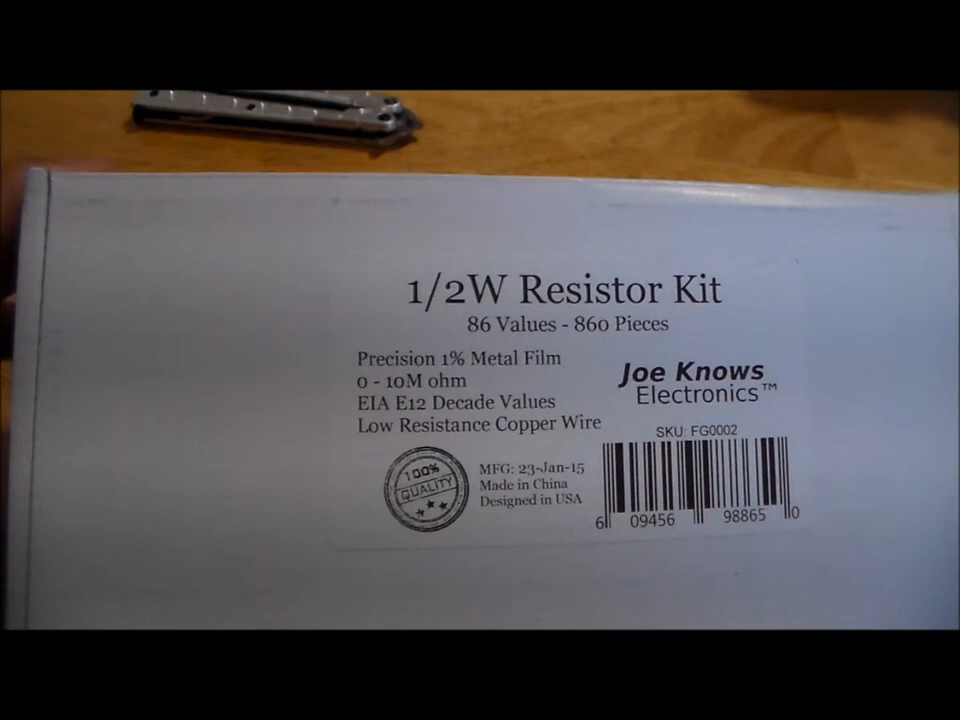 1/2W Resistor Kit
86 Values - 860 Pieces
Precision 1% Metal Film
0 - 10M ohm
EIA E12 Decade Values
Low Resistance Copper Wire
Joe Knows
Electronics™
SKU: FG0002
100%
QUALITY
MFG: 23-Jan-15
Made in China
Designed in USA
6 09456 98865 0